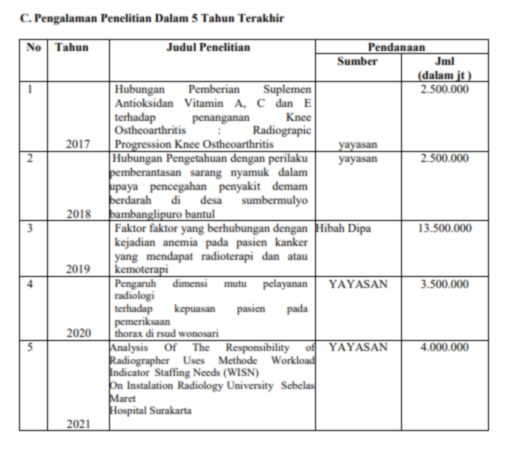 C. Pengalaman Penelitian Dalam 5 Tahun Terakhir
No Tahun Judul Penelitian Pendanaan
Sumber Jml
(dalam jt )
1 Hubungan Pemberian Suplemen 2.500.000
Antioksidan Vitamin A, C dan E
terhadap penanganan Knee
Ostheoarthritis : Radiograpic
2017 Progression Knee Ostheoarthritis yayasan
2 Hubungan Pengetahuan dengan perilaku yayasan 2.500.000
pemberantasan sarang nyamuk dalam
upaya pencegahan penyakit demam
berdarah di desa sumbermulyo
2018 bambanglipuro bantul
3 Faktor faktor yang berhubungan dengan Hibah Dipa 13.500.000
kejadian anemia pada pasien kanker
yang mendapat radioterapi dan atau
2019 kemoterapi
4 Pengaruh dimensi mutu pelayanan YAYASAN 3.500.000
radiologi
terhadap kepuasan pasien pada
pemeriksaan
2020 thorax di rsud wonosari
5 Analysis Of The Responsibility of YAYASAN 4.000.000
Radiographer Uses Methode Workload
Indicator Staffing Needs (WISN)
On Instalation Radiology University Sebelas
Maret
Hospital Surakarta
2021